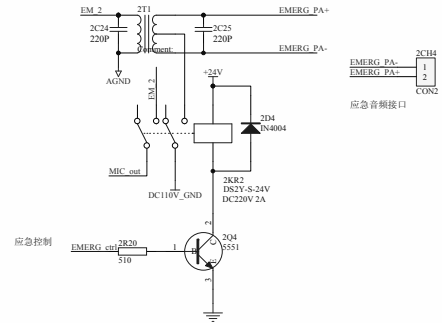 EM_2
2T1
EMERG_PA+
2C24
220P
2C25
220P
Comment:
EMERG_PA-
AGND
2CH4
EMERG_PA-
1
EMERG_PA+
2
CON2
应急音频接口
+24V
EM_2
2D4
IN4004
MIC_out
2KR2
DS2Y-S-24V
DC220V 2A
DC110V_GND
2
应急控制
EMERG_ctrl
2R20
510
1
B
C
E
2Q4
5551
3